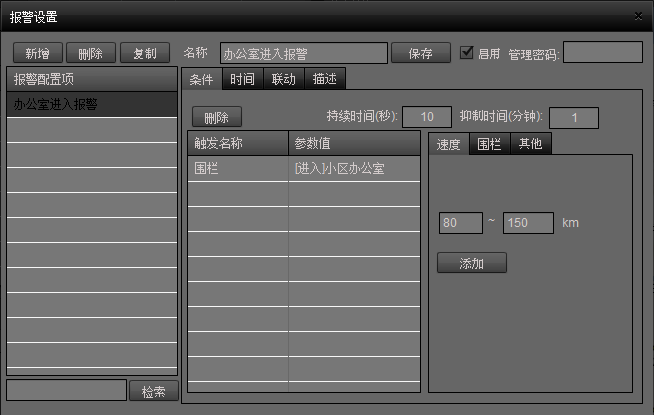 报警设置
新增 删除 复制 名称 办公室进入报警 保存 启用 管理密码:
报警配置项 条件 时间 联动 描述
办公室进入报警
删除 持续时间(秒): 10 抑制时间(分钟): 1
触发名称 参数值 速度 围栏 其他
围栏 [进入]小区办公室
80 ~ 150 km
添加
检索